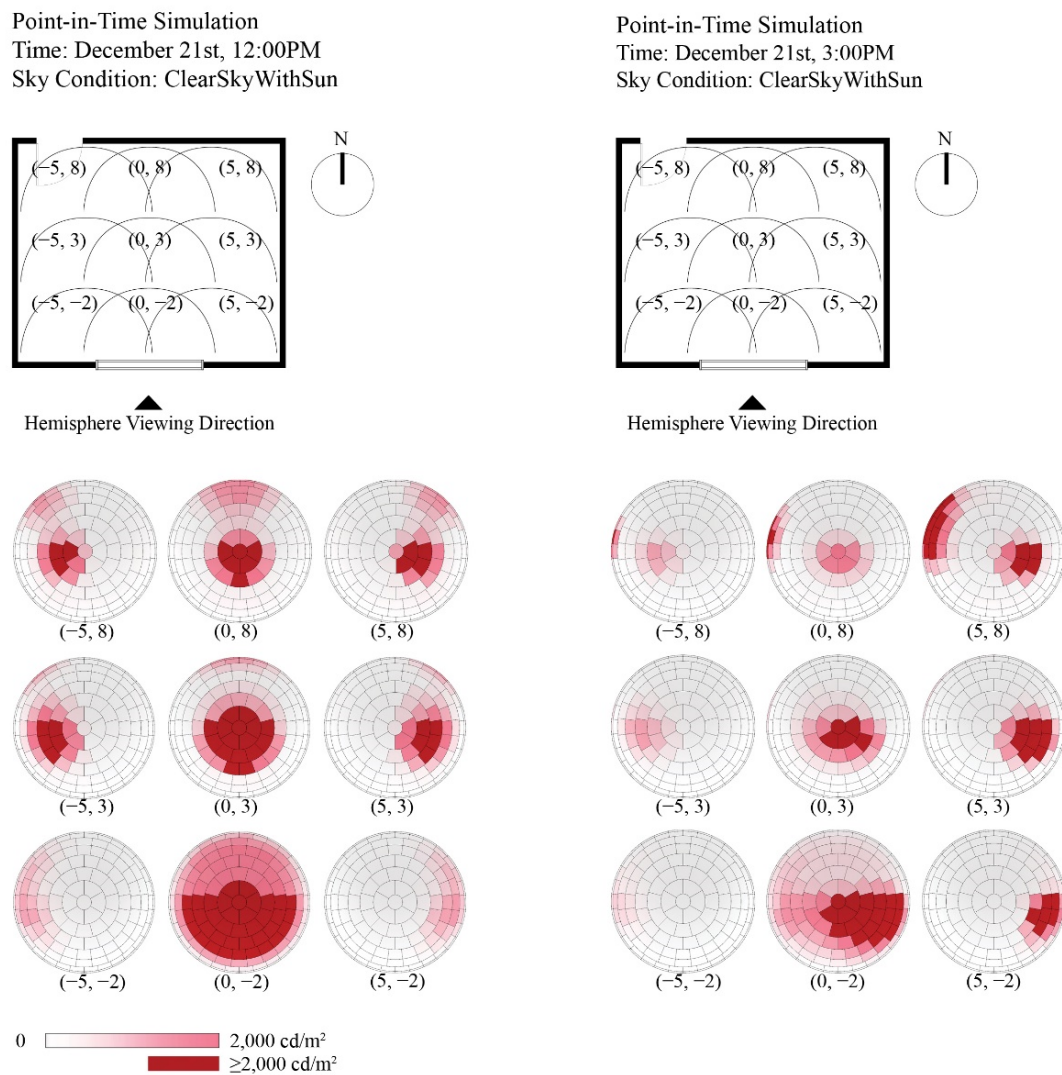 Point-in-Time Simulation
Time: December 21st, 12:00PM
Sky Condition: ClearSkyWithSun
N
(−5, 8) (0, 8) (5, 8)
(−5, 3) (0, 3) (5, 3)
(−5, −2) (0, −2) (5, −2)
Hemisphere Viewing Direction
(−5, 8) (0, 8) (5, 8)
(−5, 3) (0, 3) (5, 3)
(−5, −2) (0, −2) (5, −2)
0 2,000 cd/m²
≥2,000 cd/m²
Point-in-Time Simulation
Time: December 21st, 3:00PM
Sky Condition: ClearSkyWithSun
N
(−5, 8) (0, 8) (5, 8)
(−5, 3) (0, 3) (5, 3)
(−5, −2) (0, −2) (5, −2)
Hemisphere Viewing Direction
(−5, 8) (0, 8) (5, 8)
(−5, 3) (0, 3) (5, 3)
(−5, −2) (0, −2) (5, −2)